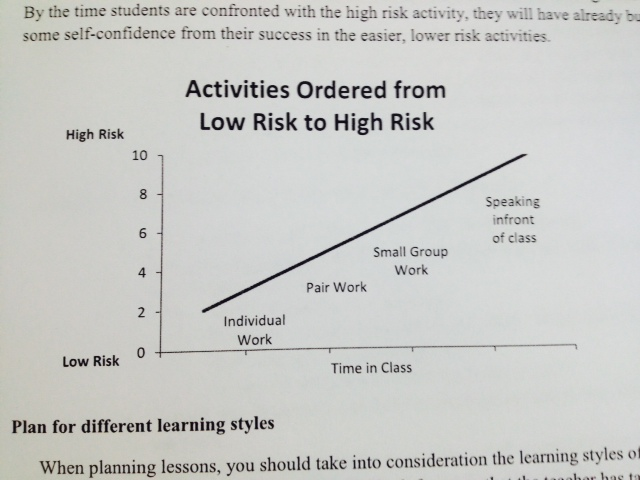 By the time students are confronted with the high risk activity, they will have already
some self-confidence from their success in the easier, lower risk activities.
Activities Ordered from
Low Risk to High Risk
High Risk
10
8
6
4
2
0
Low Risk
Speaking
infront
of class
Small Group
Work
Pair Work
Individual
Work
Time in Class
Plan for different learning styles
When planning lessons, you should take into consideration the learning styles of